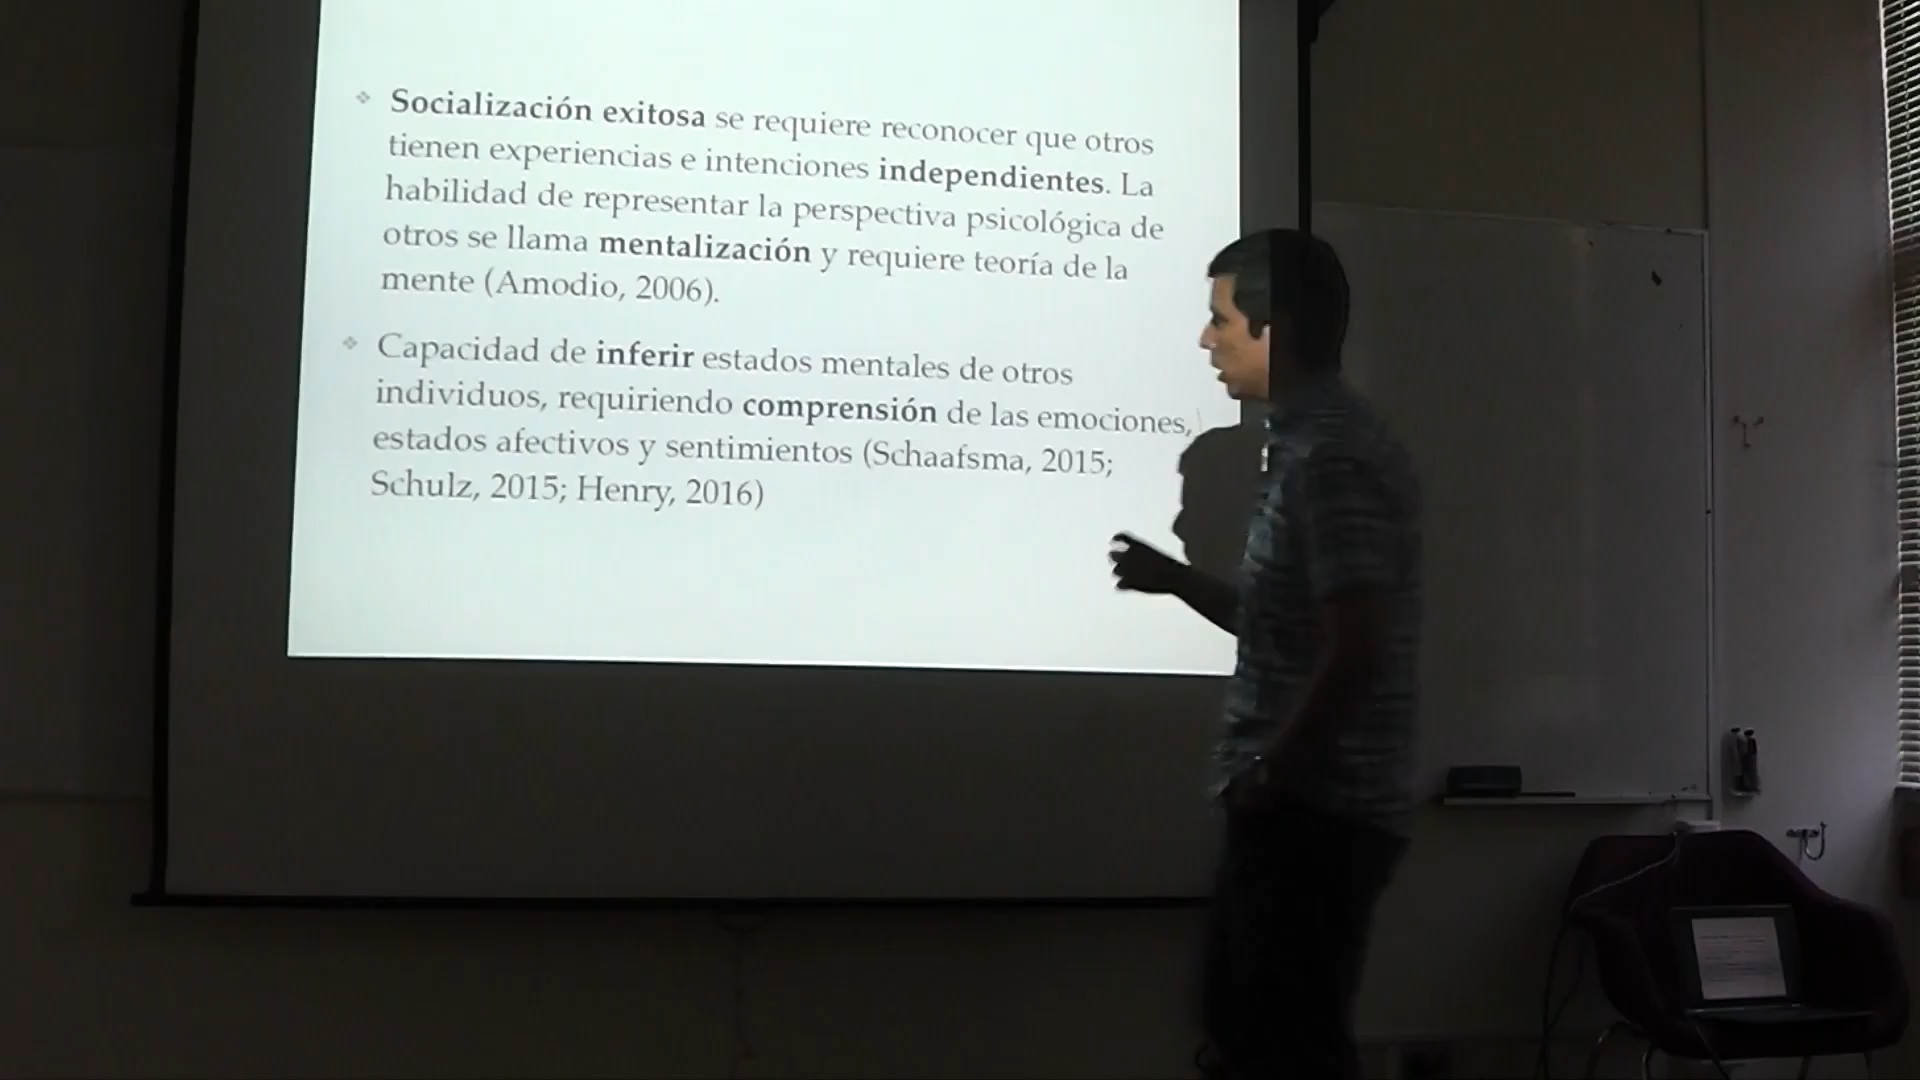 Socialización exitosa se requiere reconocer que otros
tienen experiencias e intenciones independientes. La
habilidad de representar la perspectiva psicológica de
otros se llama mentalización y requiere teoría de la
mente (Amodio, 2006).
Capacidad de inferir estados mentales de otros
individuos, requiriendo comprensión de las emociones,
estados afectivos y sentimientos (Schaafsma, 2015;
Schulz, 2015; Henry, 2016)